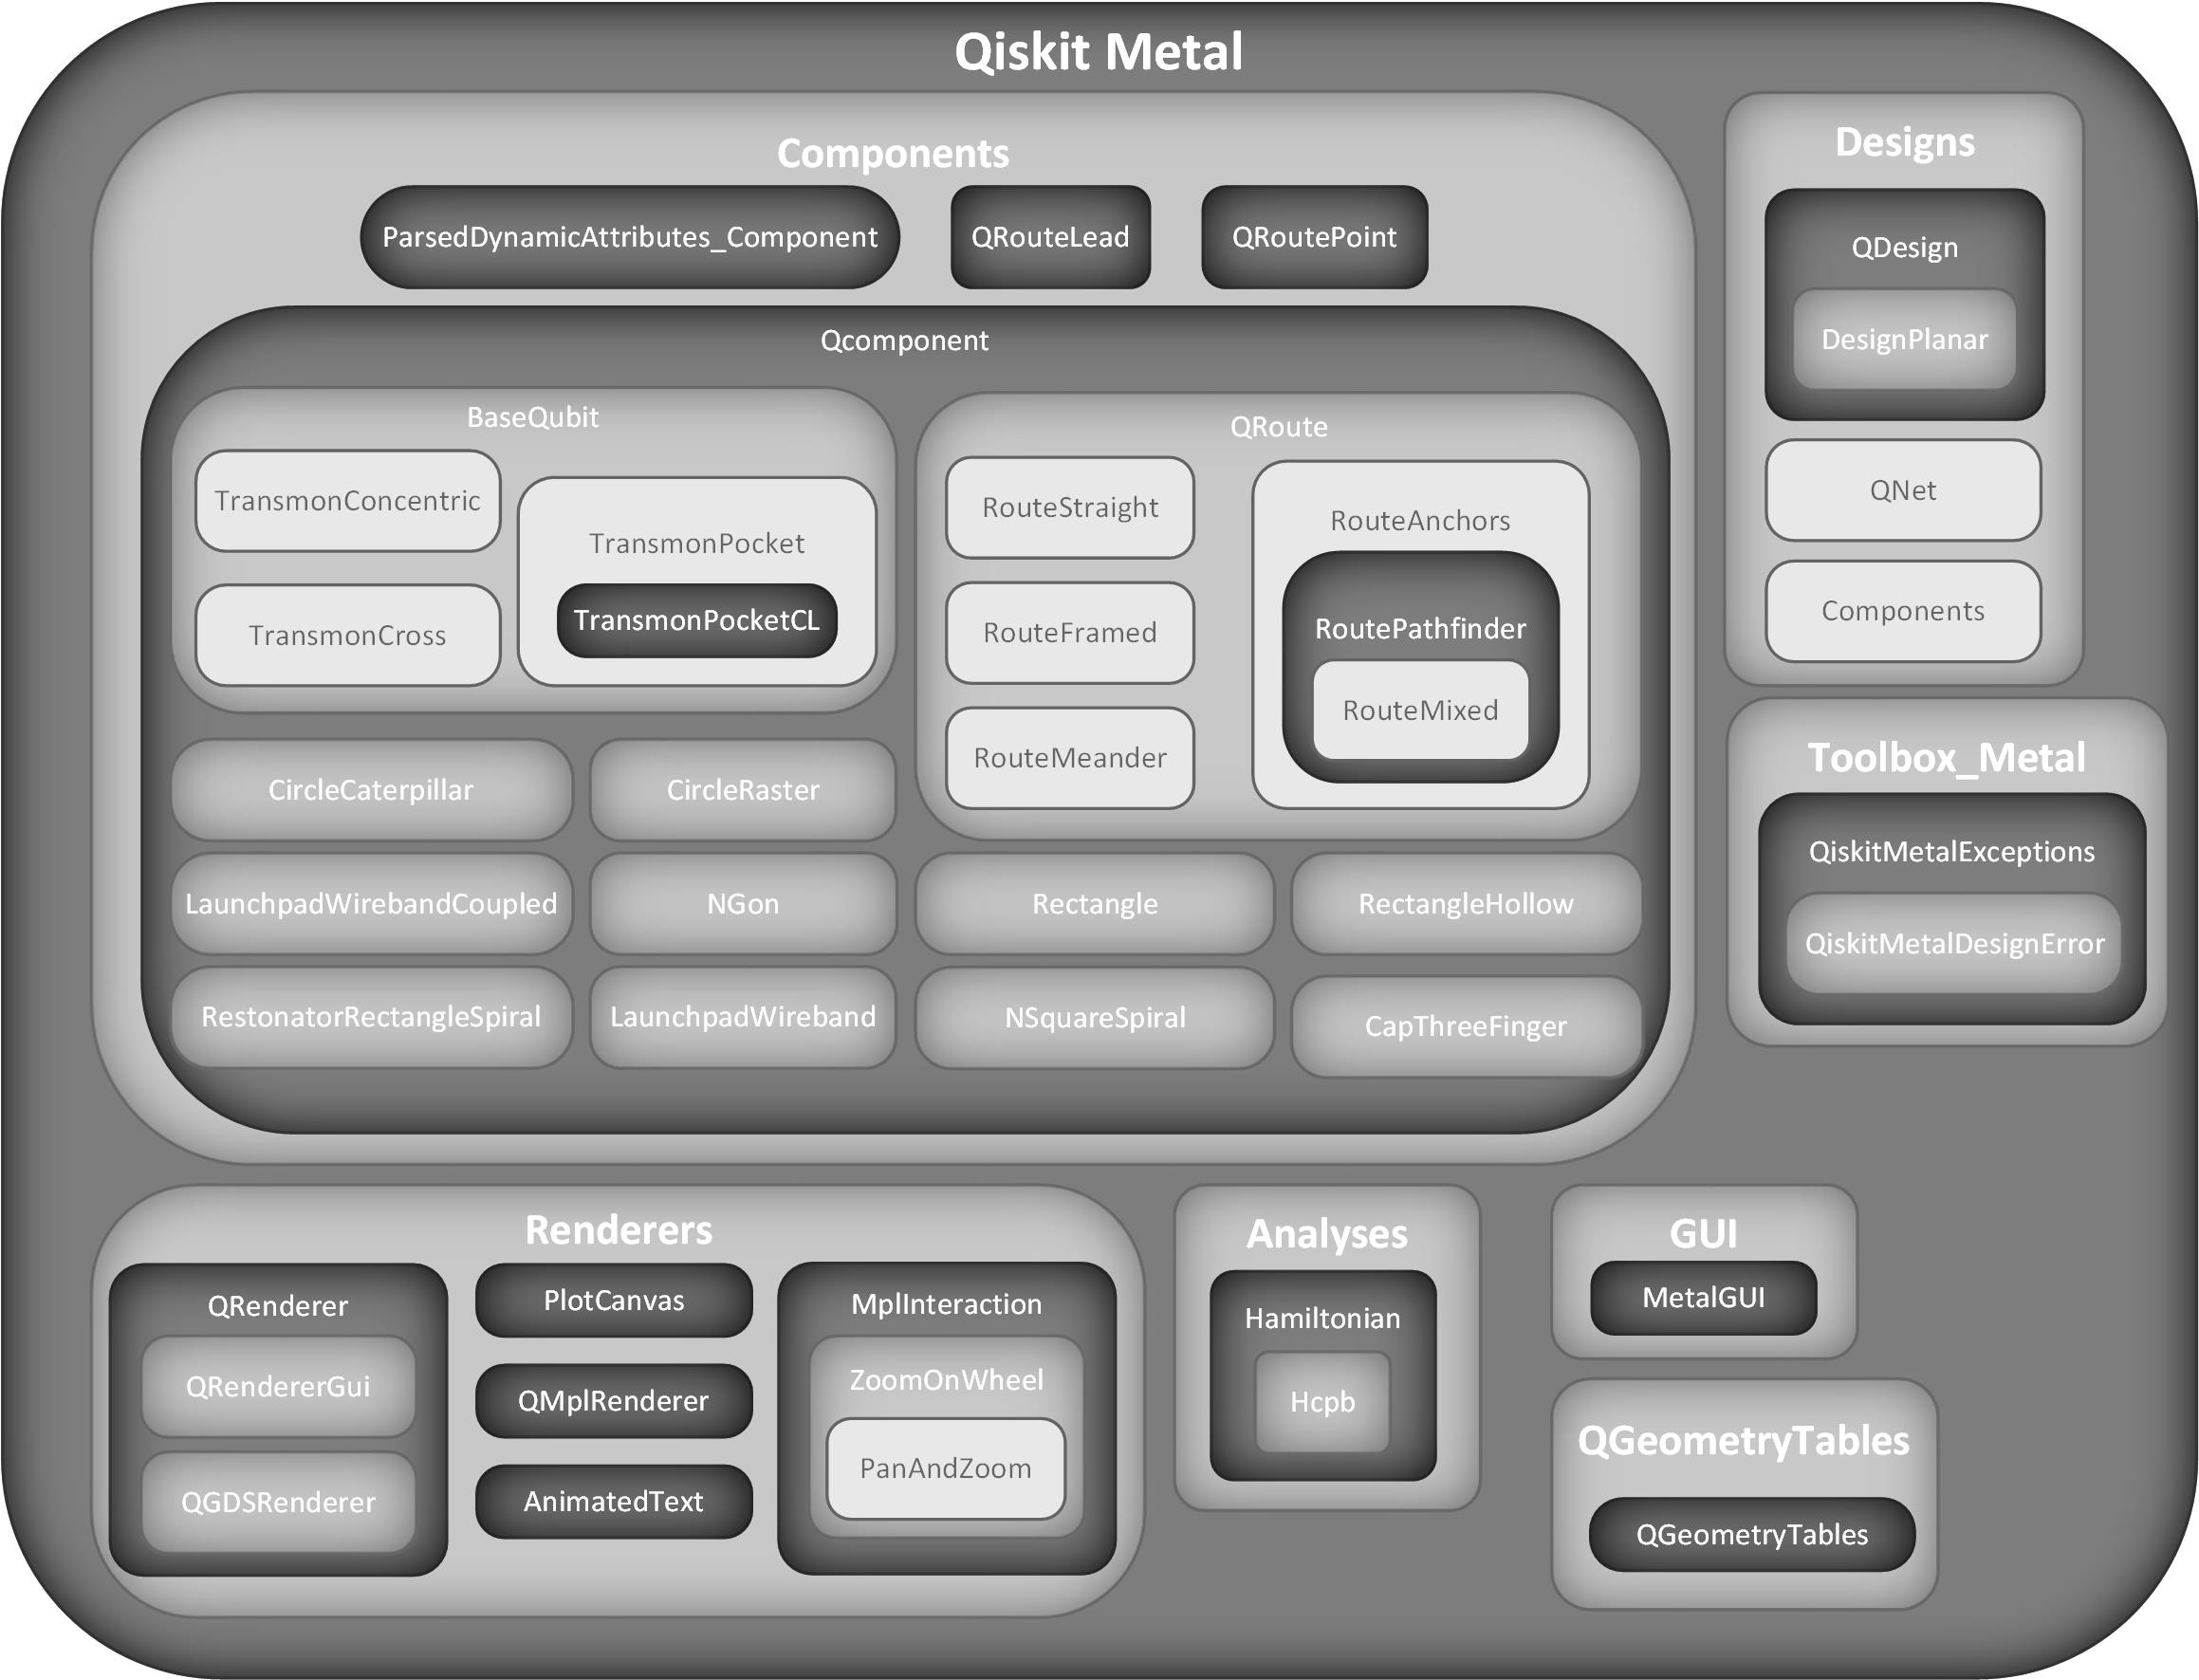 Qiskit Metal
Components
ParsedDynamicAttributes_Component
QRouteLead
QRoutePoint
Qcomponent
BaseQubit
TransmonConcentric
TransmonCross
TransmonPocket
TransmonPocketCL
QRoute
RouteStraight
RouteFramed
RouteMeander
RouteAnchors
RoutePathfinder
RouteMixed
CircleCaterpillar
CircleRaster
LaunchpadWirebandCoupled
NGon
Rectangle
RectangleHollow
RestonatorRectangleSpiral
LaunchpadWireband
NSquareSpiral
CapThreeFinger
Designs
QDesign
DesignPlanar
QNet
Components
Toolbox_Metal
QiskitMetalExceptions
QiskitMetalDesignError
Renderers
QRenderer
QRendererGui
QGDSRenderer
PlotCanvas
QMplRenderer
AnimatedText
MplInteraction
ZoomOnWheel
PanAndZoom
Analyses
Hamiltonian
Hcpb
GUI
MetalGUI
QGeometryTables
QGeometryTables